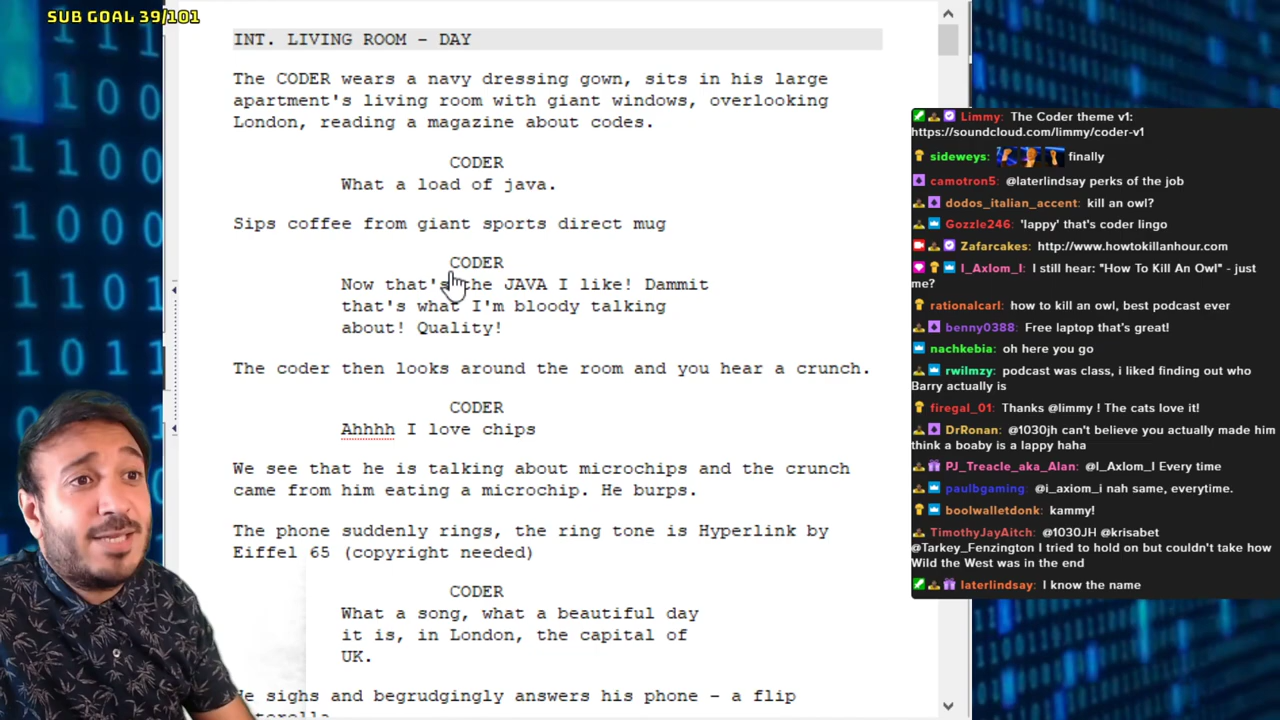 SUB GOAL 39/101
INT. LIVING ROOM - DAY
The CODER wears a navy dressing gown, sits in his large
apartment's living room with giant windows, overlooking
London, reading a magazine about codes.
CODER
What a load of java.
Sips coffee from giant sports direct mug
CODER
Now that's the JAVA I like! Dammit
that's what I'm bloody talking
about! Quality!
The coder then looks around the room and you hear a crunch.
CODER
Ahhhh I love chips
We see that he is talking about microchips and the crunch
came from him eating a microchip. He burps.
The phone suddenly rings, the ring tone is Hyperlink by
Eiffel 65 (copyright needed)
CODER
What a song, what a beautiful day
it is, in London, the capital of
UK.
He sighs and begrudgingly answers his phone - a flip
Limmy: The Coder theme v1:
https://soundcloud.com/limmy/coder-v1
sideweys: finally
camotron5: @laterlindsay perks of the job
dodos_italian_accent: kill an owl?
Gozzle246: 'lappy' that's coder lingo
Zafarcakes: http://www.howtokillanhour.com
I_AxIom_I: I still hear: "How To Kill An Owl" - just
me?
rationalcarl: how to kill an owl, best podcast ever
benny0388: Free laptop that's great!
nachkebia: oh here you go
rwilmzy: podcast was class, i liked finding out who
Barry actually is
firegal_01: Thanks @limmy ! The cats love it!
DrRonan: @1030jh can't believe you actually made him
think a boaby is a lappy haha
PJ_Treacle_aka_Alan: @I_AxIom_I Every time
paulbgaming: @i_axiom_i nah same, everytime.
boolwalletdonk: kammy!
TimothyJayAitch: @1030JH @krisabet
@Tarkey_Fenzington I tried to hold on but couldn't take how
Wild the West was in the end
laterlindsay: I know the name